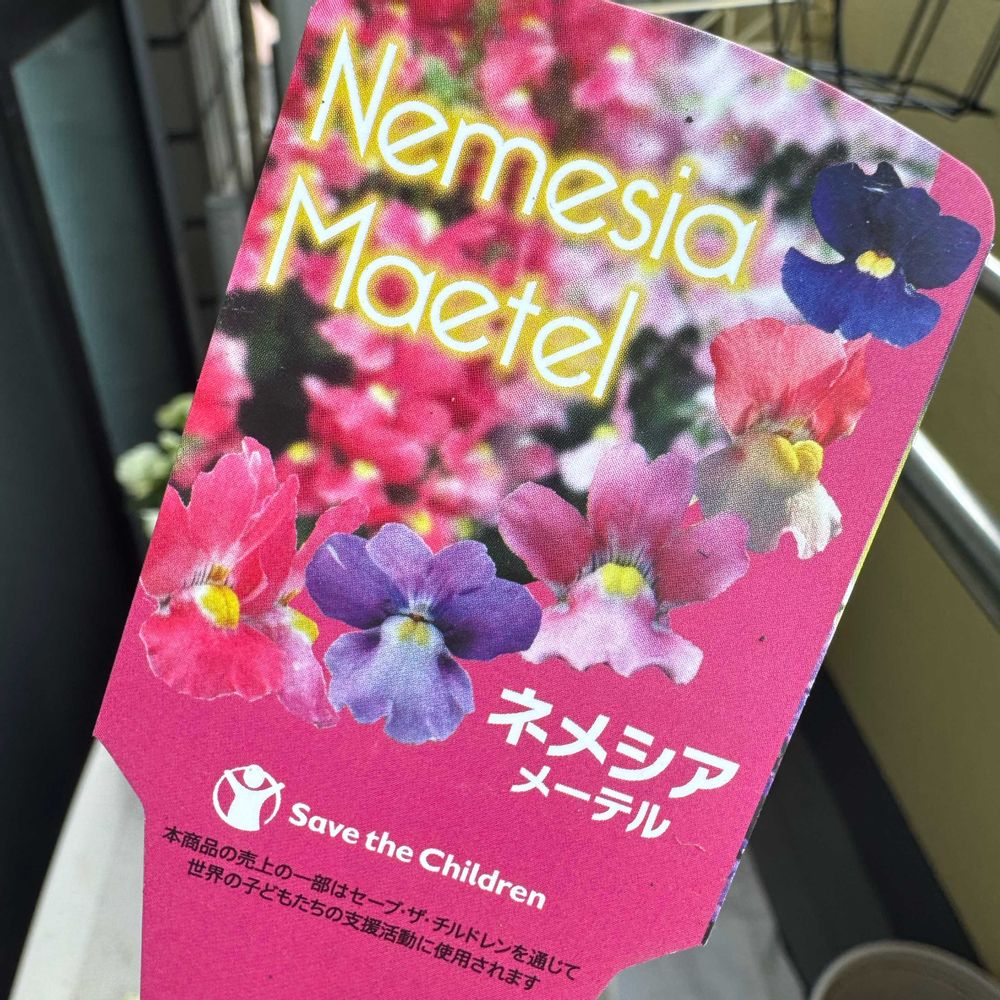 Nemesia
Maetel
ネメシア
メーテル
Save the Children
本商品の売上の一部はセーブ・ザ・チルドレンを通じて
世界の子どもたちの支援活動に使用されます